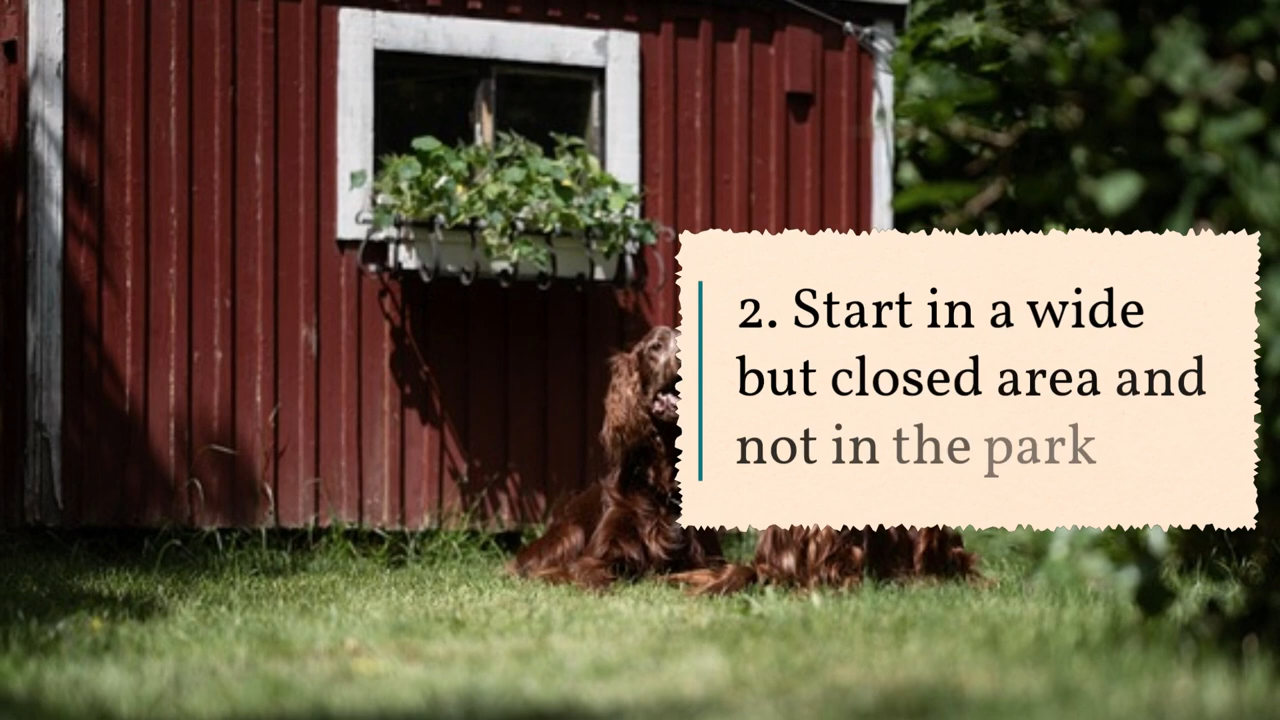 2. Start in a wide
but closed area and
not in the park